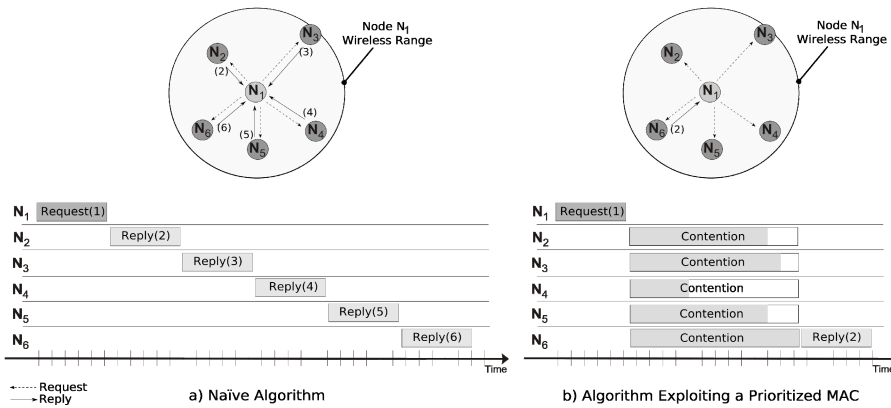 Node N1
Wireless Range
N3
N2
(3)
(2)
N1
(4)
N6
(6)
(5)
N4
N5
N1 Request(1)
N2 Reply(2)
N3 Reply(3)
N4 Reply(4)
N5 Reply(5)
N6 Reply(6)
Time
Request
Reply
a) Naïve Algorithm
Node N1
Wireless Range
N3
N2
N1
N6
(2)
N4
N5
N1 Request(1)
N2 Contention
N3 Contention
N4 Contention
N5 Contention
N6 Contention Reply(2)
Time
b) Algorithm Exploiting a Prioritized MAC